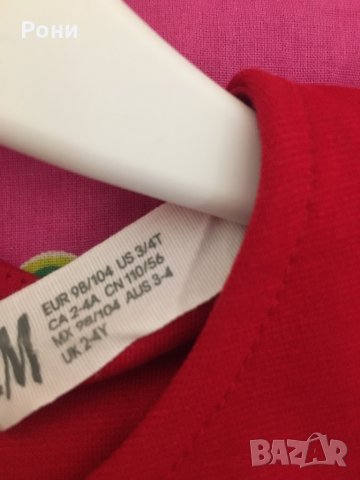 Рони
EUR 98/104 US 3/4T
CA 2-4A CN 110/56
MX 98/104 AUS 3-4
UK 2-4Y
M
BAZAR